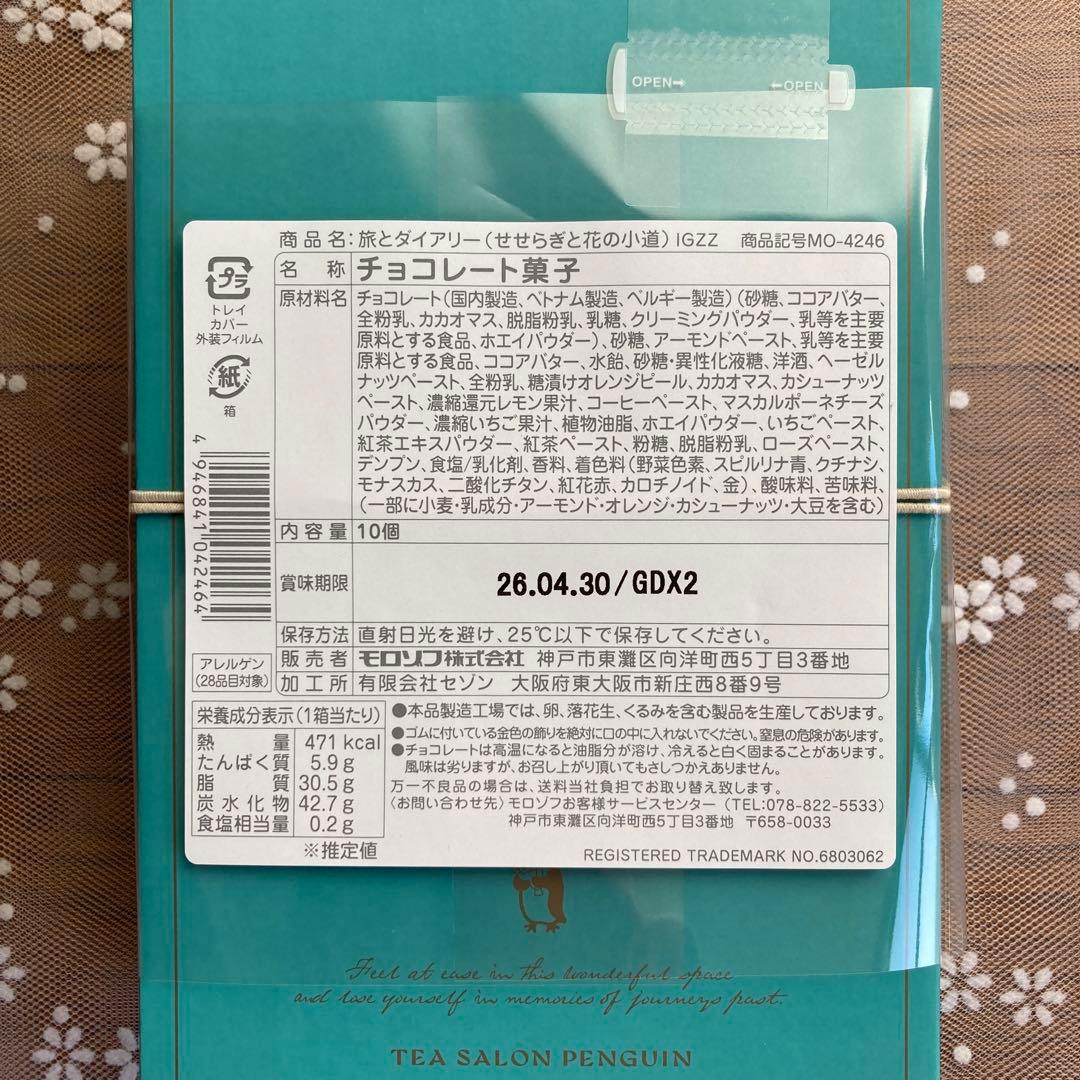 OPEN→ ←OPEN
商品名: 旅とダイアリー(せせらぎと花の小道)IGZZ 商品記号MO-4246
名称 チョコレート菓子
プラ
トレイ
カバー
外装フィルム
紙
箱
原材料名 チョコレート(国内製造、ベトナム製造、ベルギー製造)(砂糖、ココアバター、
全粉乳、カカオマス、脱脂粉乳、乳糖、クリーミングパウダー、乳等を主要
原料とする食品、ホエイパウダー)、砂糖、アーモンドペースト、乳等を主要
原料とする食品、ココアバター、水飴、砂糖・異性化液糖、洋酒、ヘーゼル
ナッツペースト、全粉乳、糖漬けオレンジピール、カカオマス、カシューナッツ
ペースト、濃縮還元レモン果汁、コーヒーペースト、マスカルポーネチーズ
パウダー、濃縮いちご果汁、植物油脂、ホエイパウダー、いちごペースト、
紅茶エキスパウダー、紅茶ペースト、粉糖、脱脂粉乳、ローズペースト、
デンプン、食塩/乳化剤、香料、着色料(野菜色素、スピルリナ青、クチナシ、
モナスカス、二酸化チタン、紅花赤、カロチノイド、金)、酸味料、苦味料、
(一部に小麦・乳成分・アーモンド・オレンジ・カシューナッツ・大豆を含む)
4 946841 042464
内容量 10個
賞味期限 26.04.30/GDX2
保存方法 直射日光を避け、25℃以下で保存してください。
販売者 モロゾフ株式会社 神戸市東灘区向洋町西5丁目3番地
加工所 有限会社セゾン 大阪府東大阪市新庄西8番9号
アレルゲン
(28品目対象)
栄養成分表示(1箱当たり)
熱量 471 kcal
たんぱく質 5.9 g
脂質 30.5 g
炭水化物 42.7 g
食塩相当量 0.2 g
※推定値
●本品製造工場では、卵、落花生、くるみを含む製品を生産しております。
●ゴムに付いている金色の飾りを絶対に口の中に入れないでください。窒息の危険があります。
●チョコレートは高温になると油脂分が溶け、冷えると白く固まることがあります。
風味は劣りますが、お召し上がり頂いてもさしつかえありません。
万一不良品の場合は、送料当社負担でお取り替え致します。
〈お問い合わせ先〉モロゾフお客様サービスセンター (TEL:078-822-5533)
神戸市東灘区向洋町西5丁目3番地 〒658-0033
REGISTERED TRADEMARK NO.6803062
Feel at ease in this wonderful space
and lose yourself in memories of journeys past.
TEA SALON PENGUIN